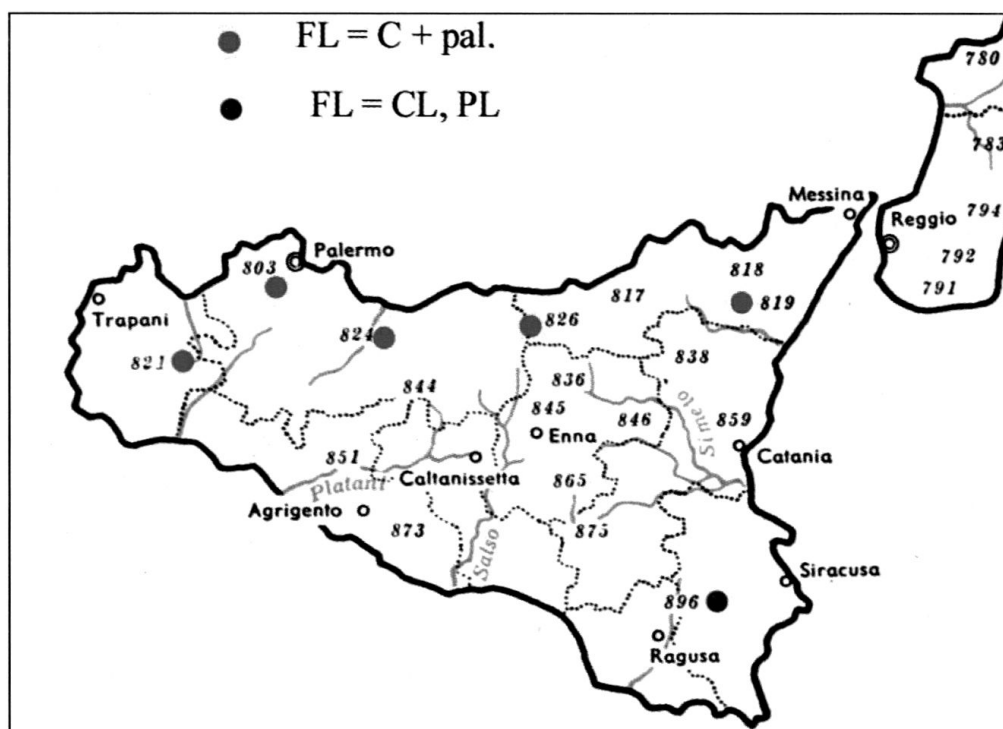 FL = C + pal.
FL = CL, PL
780
783
Messina
794
Reggio
792
791
Palermo
803
818
817
819
Trapani
824
826
821
838
836
844
845
846
859
Simeto
Enna
Catania
851
Caltanissetta
865
Platani
Agrigento
873
875
Salso
Siracusa
896
Ragusa